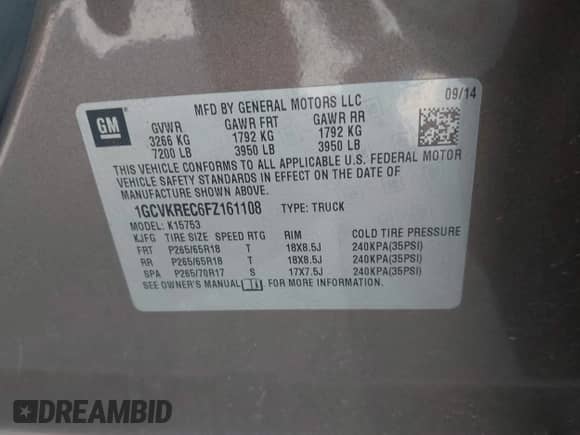 09/14
MFD BY GENERAL MOTORS LLC
GM
GVWR GAWR FRT GAWR RR
3266 KG 1792 KG 1792 KG
7200 LB 3950 LB 3950 LB
THIS VEHICLE CONFORMS TO ALL APPLICABLE U.S. FEDERAL MOTOR
VEHICLE SAFETY STANDARDS IN EFFECT ON THE DATE OF
MANUFACTURE SHOWN ABOVE.
1GCVKREC6FZ161108 TYPE: TRUCK
MODEL: K15753
KJFG TIRE SIZE SPEED RTG RIM COLD TIRE PRESSURE
FRT P265/65R18 T 18X8.5J 240KPA(35PSI)
RR P265/65R18 T 18X8.5J 240KPA(35PSI)
SPA P265/70R17 S 17X7.5J 240KPA(35PSI)
SEE OWNER'S MANUAL FOR MORE INFORMATION.
DREAMBID